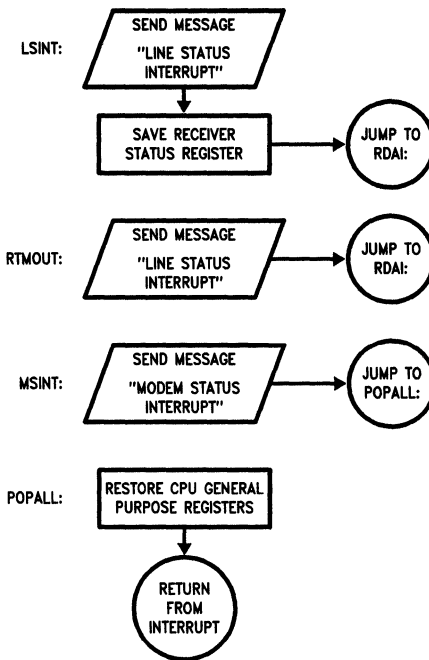 LSINT:
SEND MESSAGE
"LINE STATUS
INTERRUPT"
SAVE RECEIVER
STATUS REGISTER
JUMP TO
RDAI:
RTMOUT:
SEND MESSAGE
"LINE STATUS
INTERRUPT"
JUMP TO
RDAI:
MSINT:
SEND MESSAGE
"MODEM STATUS
INTERRUPT"
JUMP TO
POPALL:
POPALL:
RESTORE CPU GENERAL
PURPOSE REGISTERS
RETURN
FROM
INTERRUPT